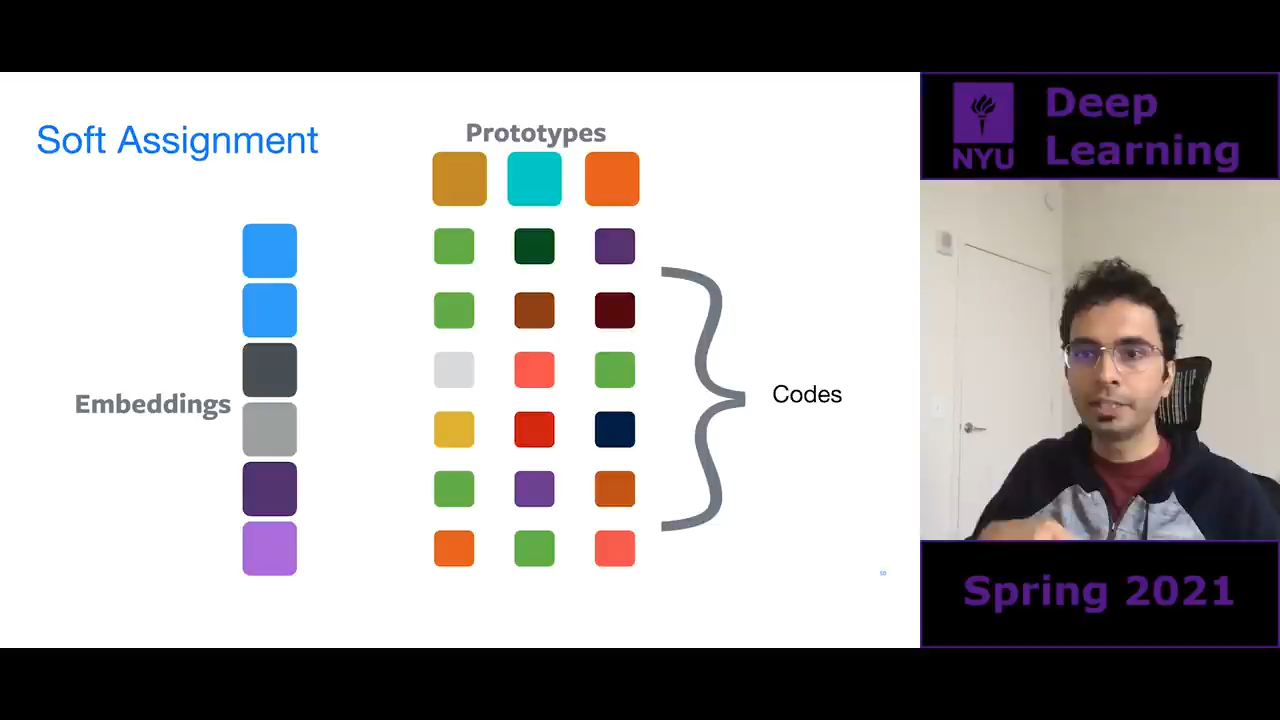 Soft Assignment
Prototypes
Embeddings
Codes
NYU
Deep
Learning
Spring 2021